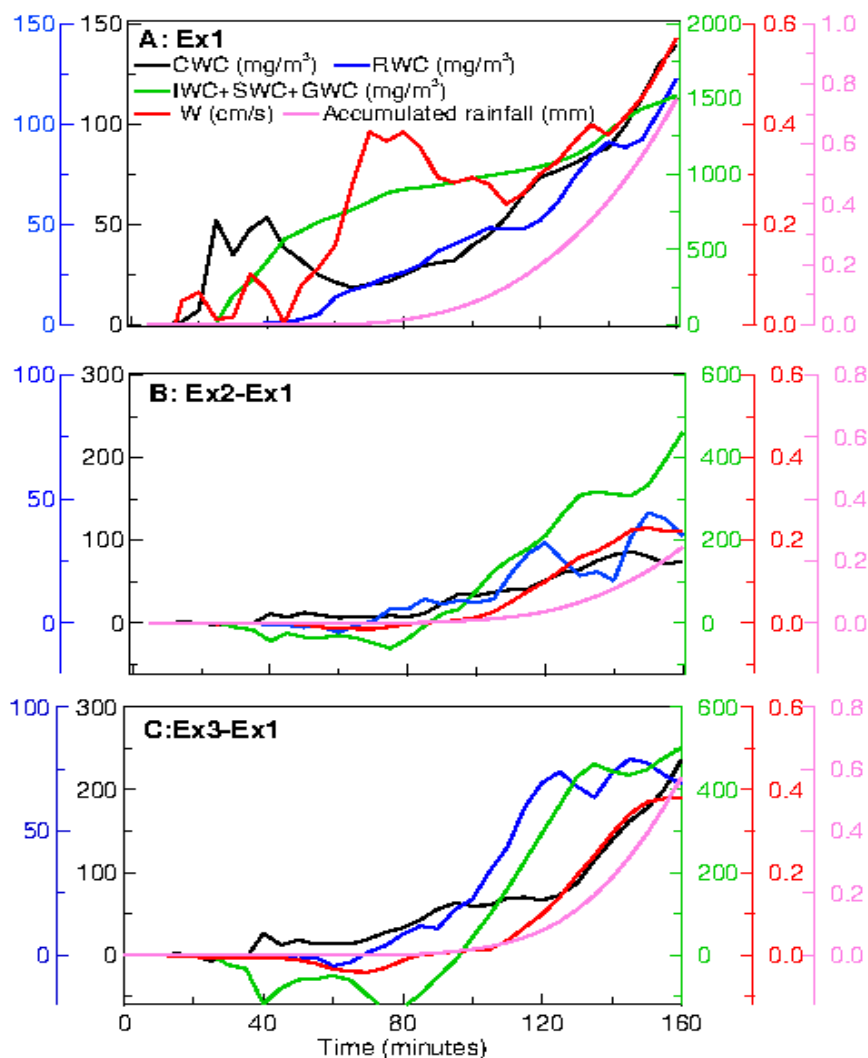 A: Ex1
CWC (mg/m³) RWC (mg/m³)
IWC+SWC+GWC (mg/m³)
W (cm/s) Accumulated rainfall (mm)
150 150 2000 0.6 1.0
0.8
100 100 1500 0.4
0.6
1000
50 50 0.2 0.4
500
0.2
0 0 0 0.0 0.0
B: Ex2-Ex1
100 300 600 0.6 0.8
200 400 0.4 0.6
50 0.4
100 200 0.2
0.2
0 0 0 0.0 0.0
C:Ex3-Ex1
100 300 600 0.6 0.8
200 400 0.4 0.6
50 0.4
100 200 0.2
0.2
0 0 0 0.0 0.0
0 40 80 120 160
Time (minutes)